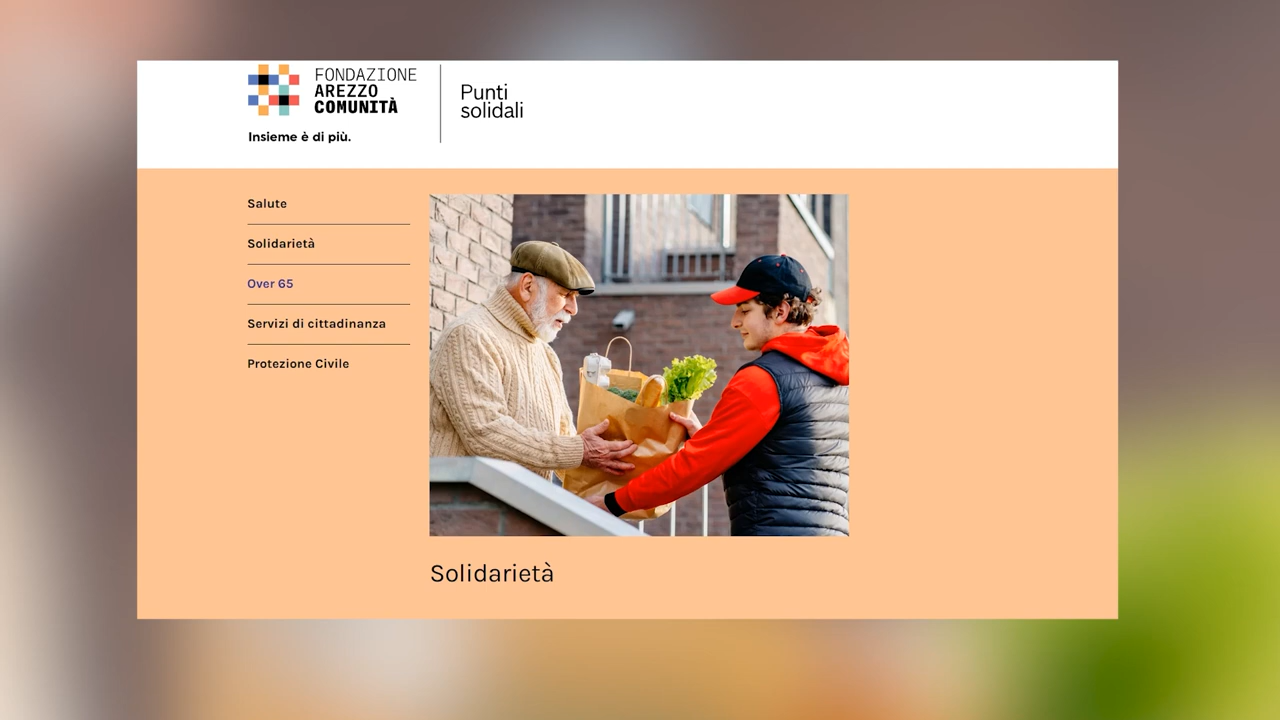 FONDAZIONE
AREZZO
COMUNITÀ
Insieme è di più.
Punti
solidali
Salute
Solidarietà
Over 65
Servizi di cittadinanza
Protezione Civile
Solidarietà